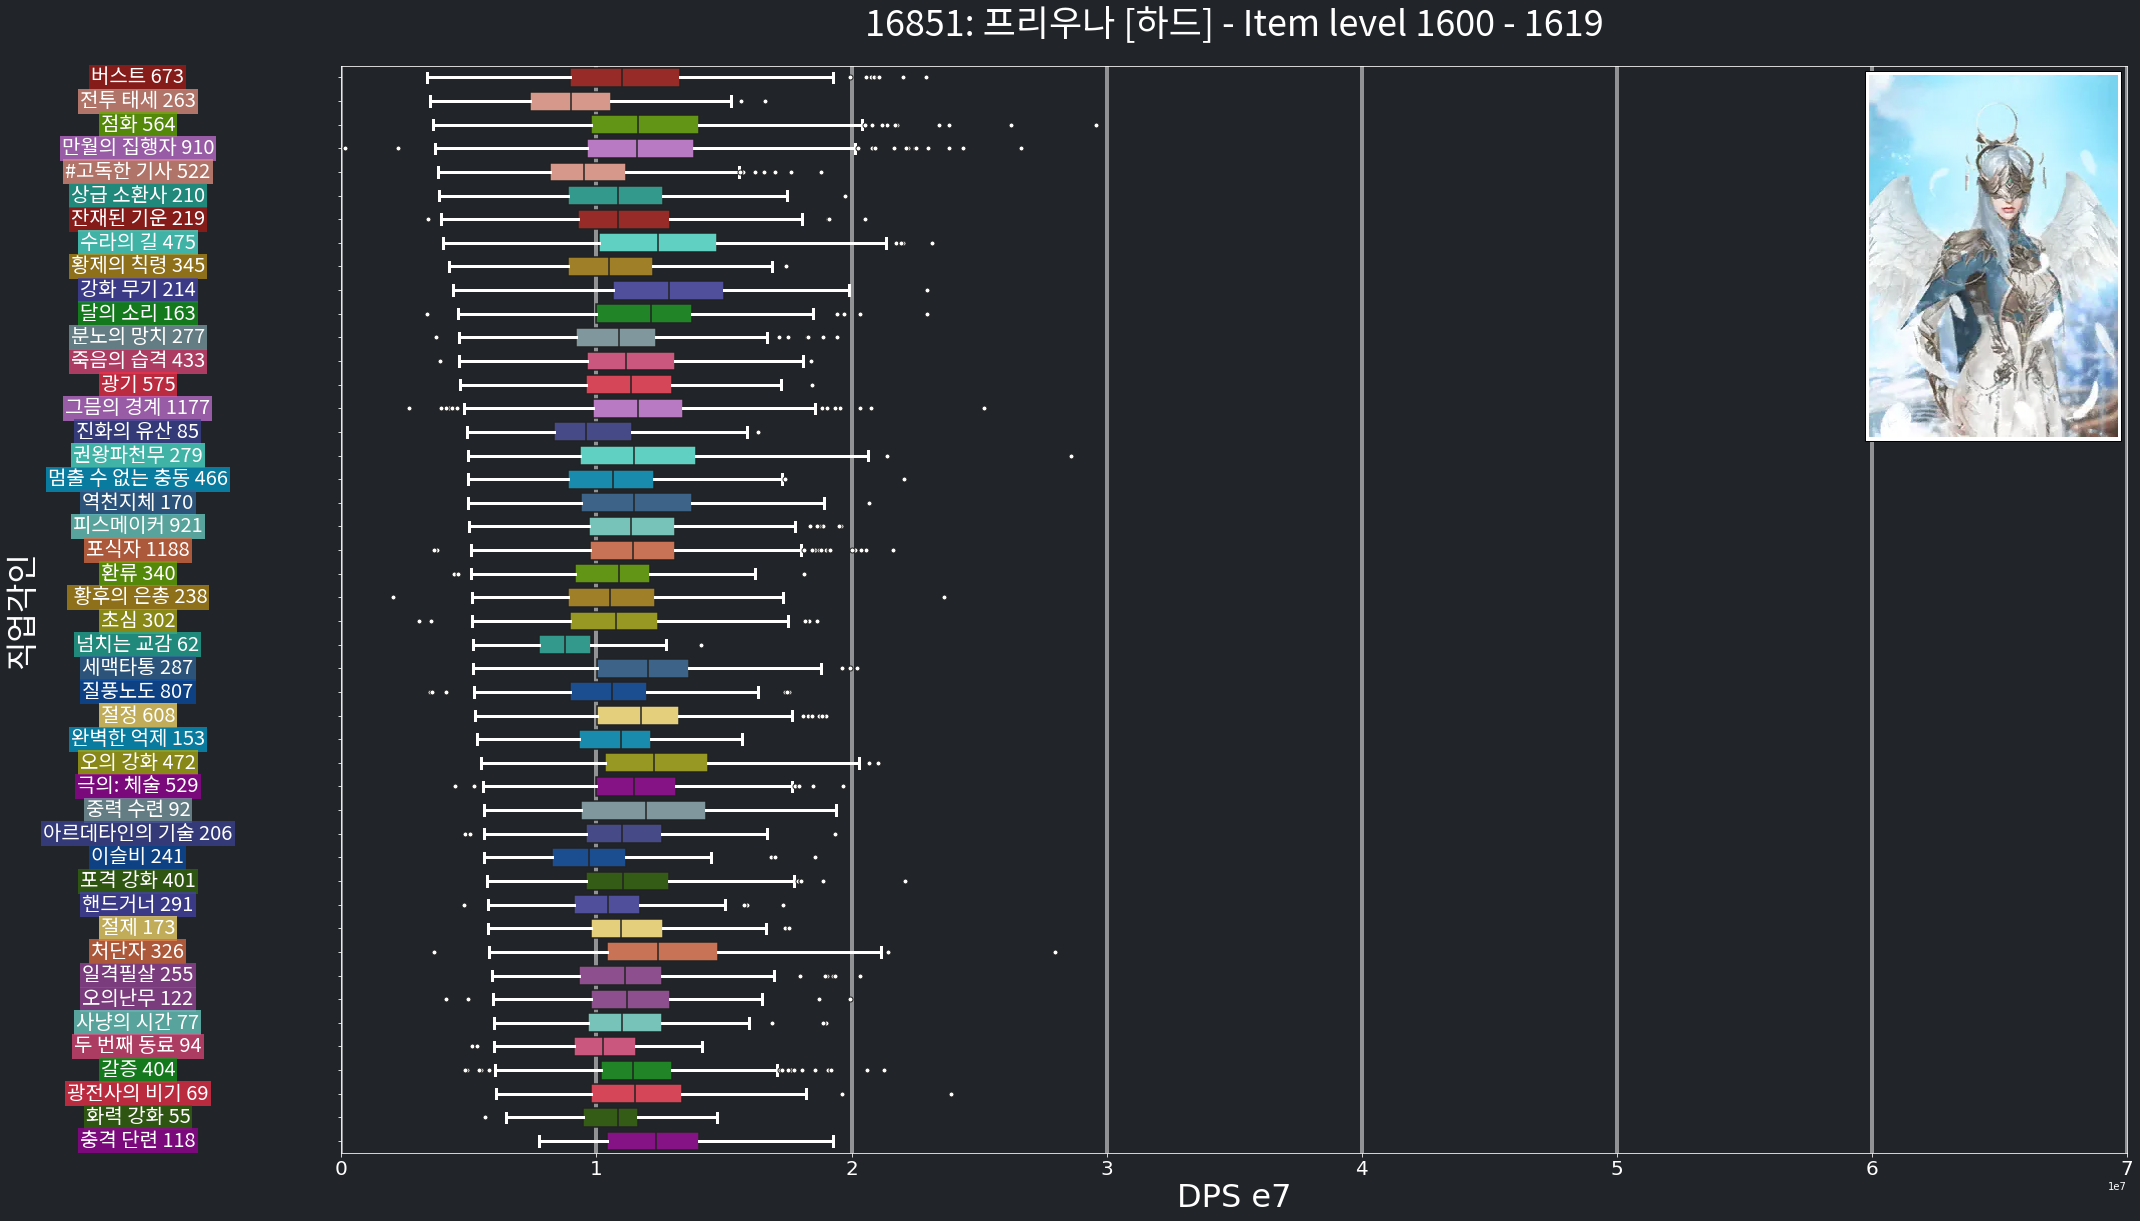 16851: 프리우나 [하드] - Item level 1600 - 1619
직업각인
버스트 673
전투 태세 263
점화 564
만월의 집행자 910
#고독한 기사 522
상급 소환사 210
잔재된 기운 219
수라의 길 475
황제의 칙령 345
강화 무기 214
달의 소리 163
분노의 망치 277
죽음의 습격 433
광기 575
그믐의 경계 1177
진화의 유산 85
권왕파천무 279
멈출 수 없는 충동 466
역천지체 170
피스메이커 921
포식자 1188
환류 340
황후의 은총 238
초심 302
넘치는 교감 62
세맥타통 287
질풍노도 807
절정 608
완벽한 억제 153
오의 강화 472
극의: 체술 529
중력 수련 92
아르데타인의 기술 206
이슬비 241
포격 강화 401
핸드거너 291
절제 173
처단자 326
일격필살 255
오의난무 122
사냥의 시간 77
두 번째 동료 94
갈증 404
광전사의 비기 69
화력 강화 55
충격 단련 118
0 1 2 3 4 5 6 7
1e7
DPS e7